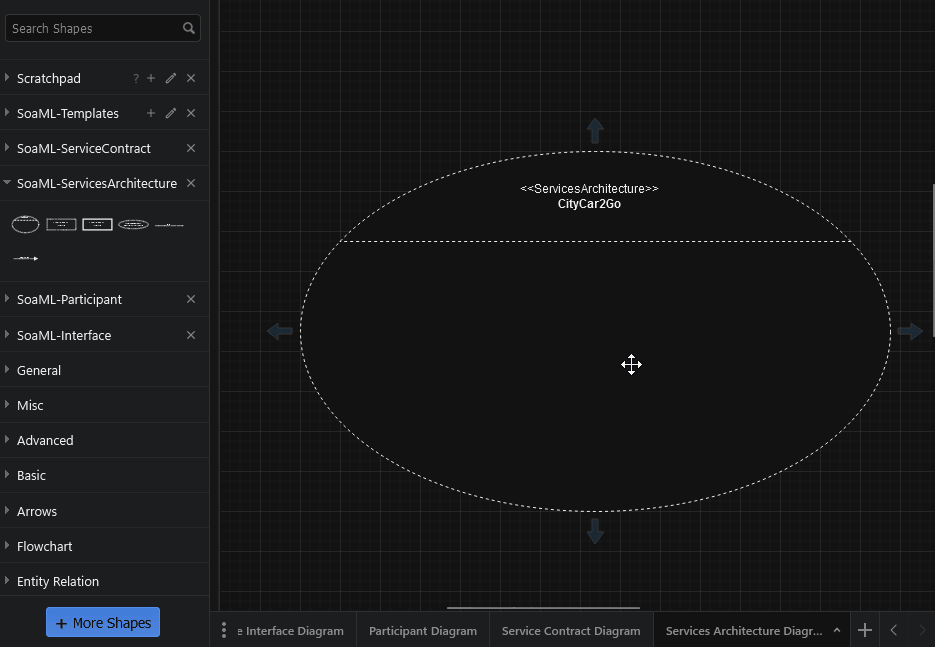 Search Shapes
Scratchpad
?
SoaML-Templates
SoaML-ServiceContract
SoaML-ServicesArchitecture
SoaML-Participant
SoaML-Interface
General
Misc
Advanced
Basic
Arrows
Flowchart
Entity Relation
+ More Shapes
<<ServicesArchitecture>>
CityCar2Go
e Interface Diagram
Participant Diagram
Service Contract Diagram
Services Architecture Diagr...